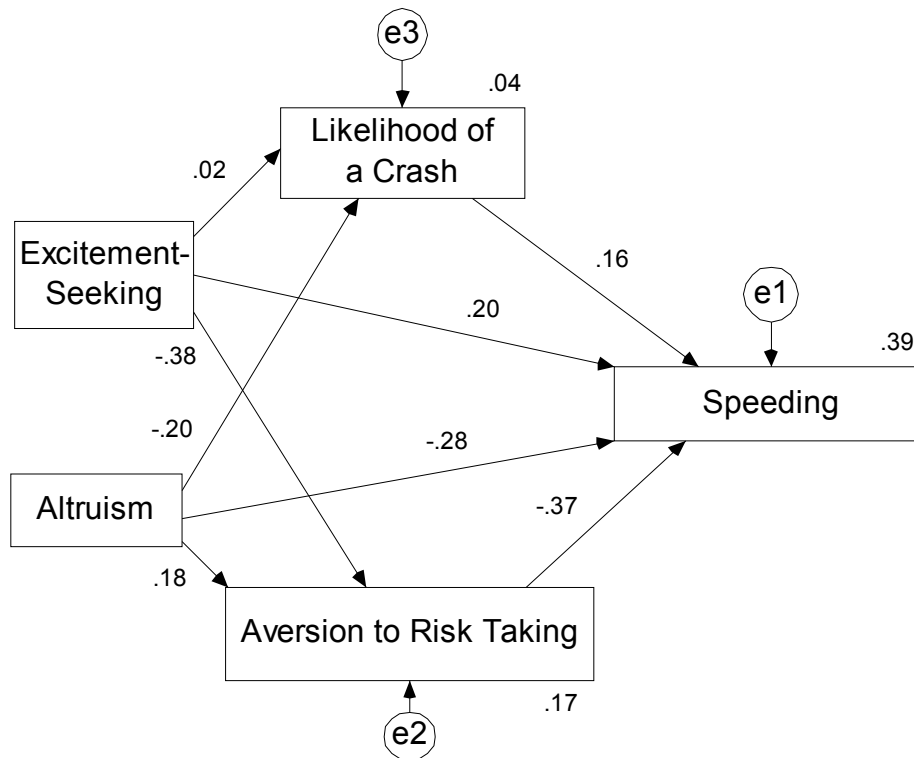 e3
.04
Likelihood of
a Crash
.02
Excitement-
Seeking
.16
e1
.20
.39
-.38
Speeding
-.20
-.28
Altruism
-.37
.18
Aversion to Risk Taking
.17
e2